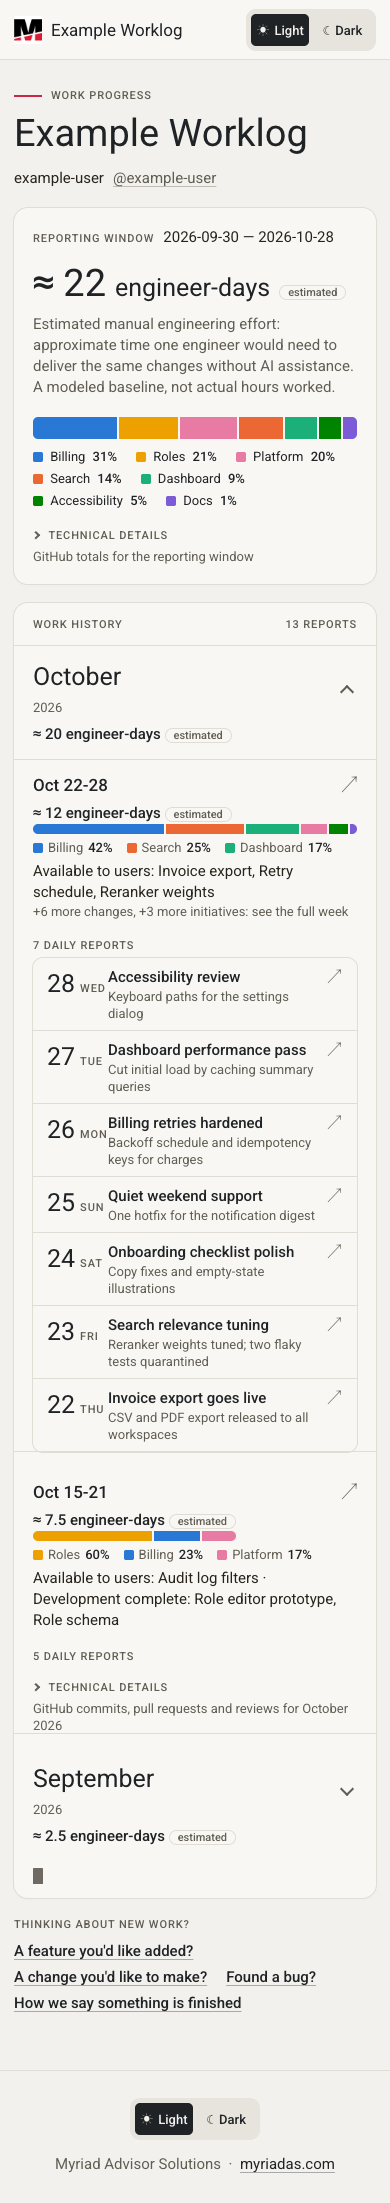 Example Worklog
Light Dark
WORK PROGRESS
Example Worklog
example-user @example-user
REPORTING WINDOW 2026-09-30 — 2026-10-28
≈ 22 engineer-days estimated
Estimated manual engineering effort:
approximate time one engineer would need to
deliver the same changes without AI assistance.
A modeled baseline, not actual hours worked.
Billing 31% Roles 21% Platform 20%
Search 14% Dashboard 9%
Accessibility 5% Docs 1%
TECHNICAL DETAILS
GitHub totals for the reporting window
WORK HISTORY 13 REPORTS
October
2026
≈ 20 engineer-days estimated
Oct 22-28
≈ 12 engineer-days estimated
Billing 42% Search 25% Dashboard 17%
Available to users: Invoice export, Retry
schedule, Reranker weights
+6 more changes, +3 more initiatives: see the full week
7 DAILY REPORTS
28 WED Accessibility review
Keyboard paths for the settings
dialog
27 TUE Dashboard performance pass
Cut initial load by caching summary
queries
26 MON Billing retries hardened
Backoff schedule and idempotency
keys for charges
25 SUN Quiet weekend support
One hotfix for the notification digest
24 SAT Onboarding checklist polish
Copy fixes and empty-state
illustrations
23 FRI Search relevance tuning
Reranker weights tuned; two flaky
tests quarantined
22 THU Invoice export goes live
CSV and PDF export released to all
workspaces
Oct 15-21
≈ 7.5 engineer-days estimated
Roles 60% Billing 23% Platform 17%
Available to users: Audit log filters ·
Development complete: Role editor prototype,
Role schema
5 DAILY REPORTS
TECHNICAL DETAILS
GitHub commits, pull requests and reviews for October
2026
September
2026
≈ 2.5 engineer-days estimated
THINKING ABOUT NEW WORK?
A feature you'd like added?
A change you'd like to make? Found a bug?
How we say something is finished
Light Dark
Myriad Advisor Solutions · myriadas.com